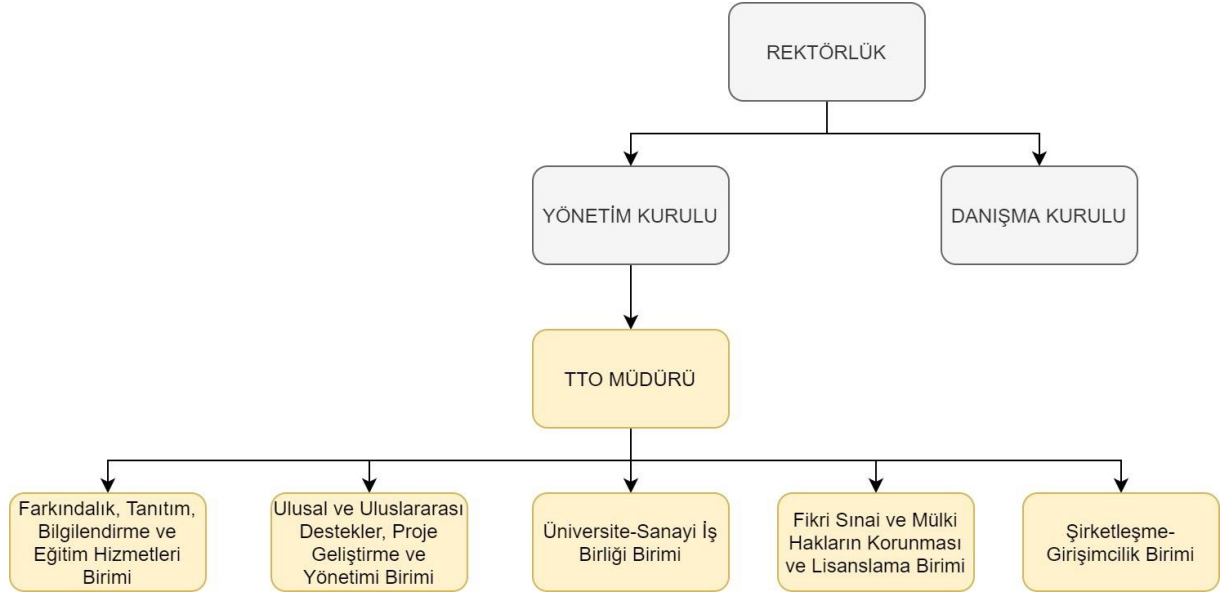 REKTÖRLÜK
YÖNETİM KURULU
DANIŞMA KURULU
TTO MÜDÜRÜ
Farkındalık, Tanıtım,
Bilgilendirme ve
Eğitim Hizmetleri
Birimi
Ulusal ve Uluslararası
Destekler, Proje
Geliştirme ve
Yönetimi Birimi
Üniversite-Sanayi İş
Birliği Birimi
Fikri Sınai ve Mülki
Hakların Korunması
ve Lisanslama Birimi
Şirketleşme-
Girişimcilik Birimi